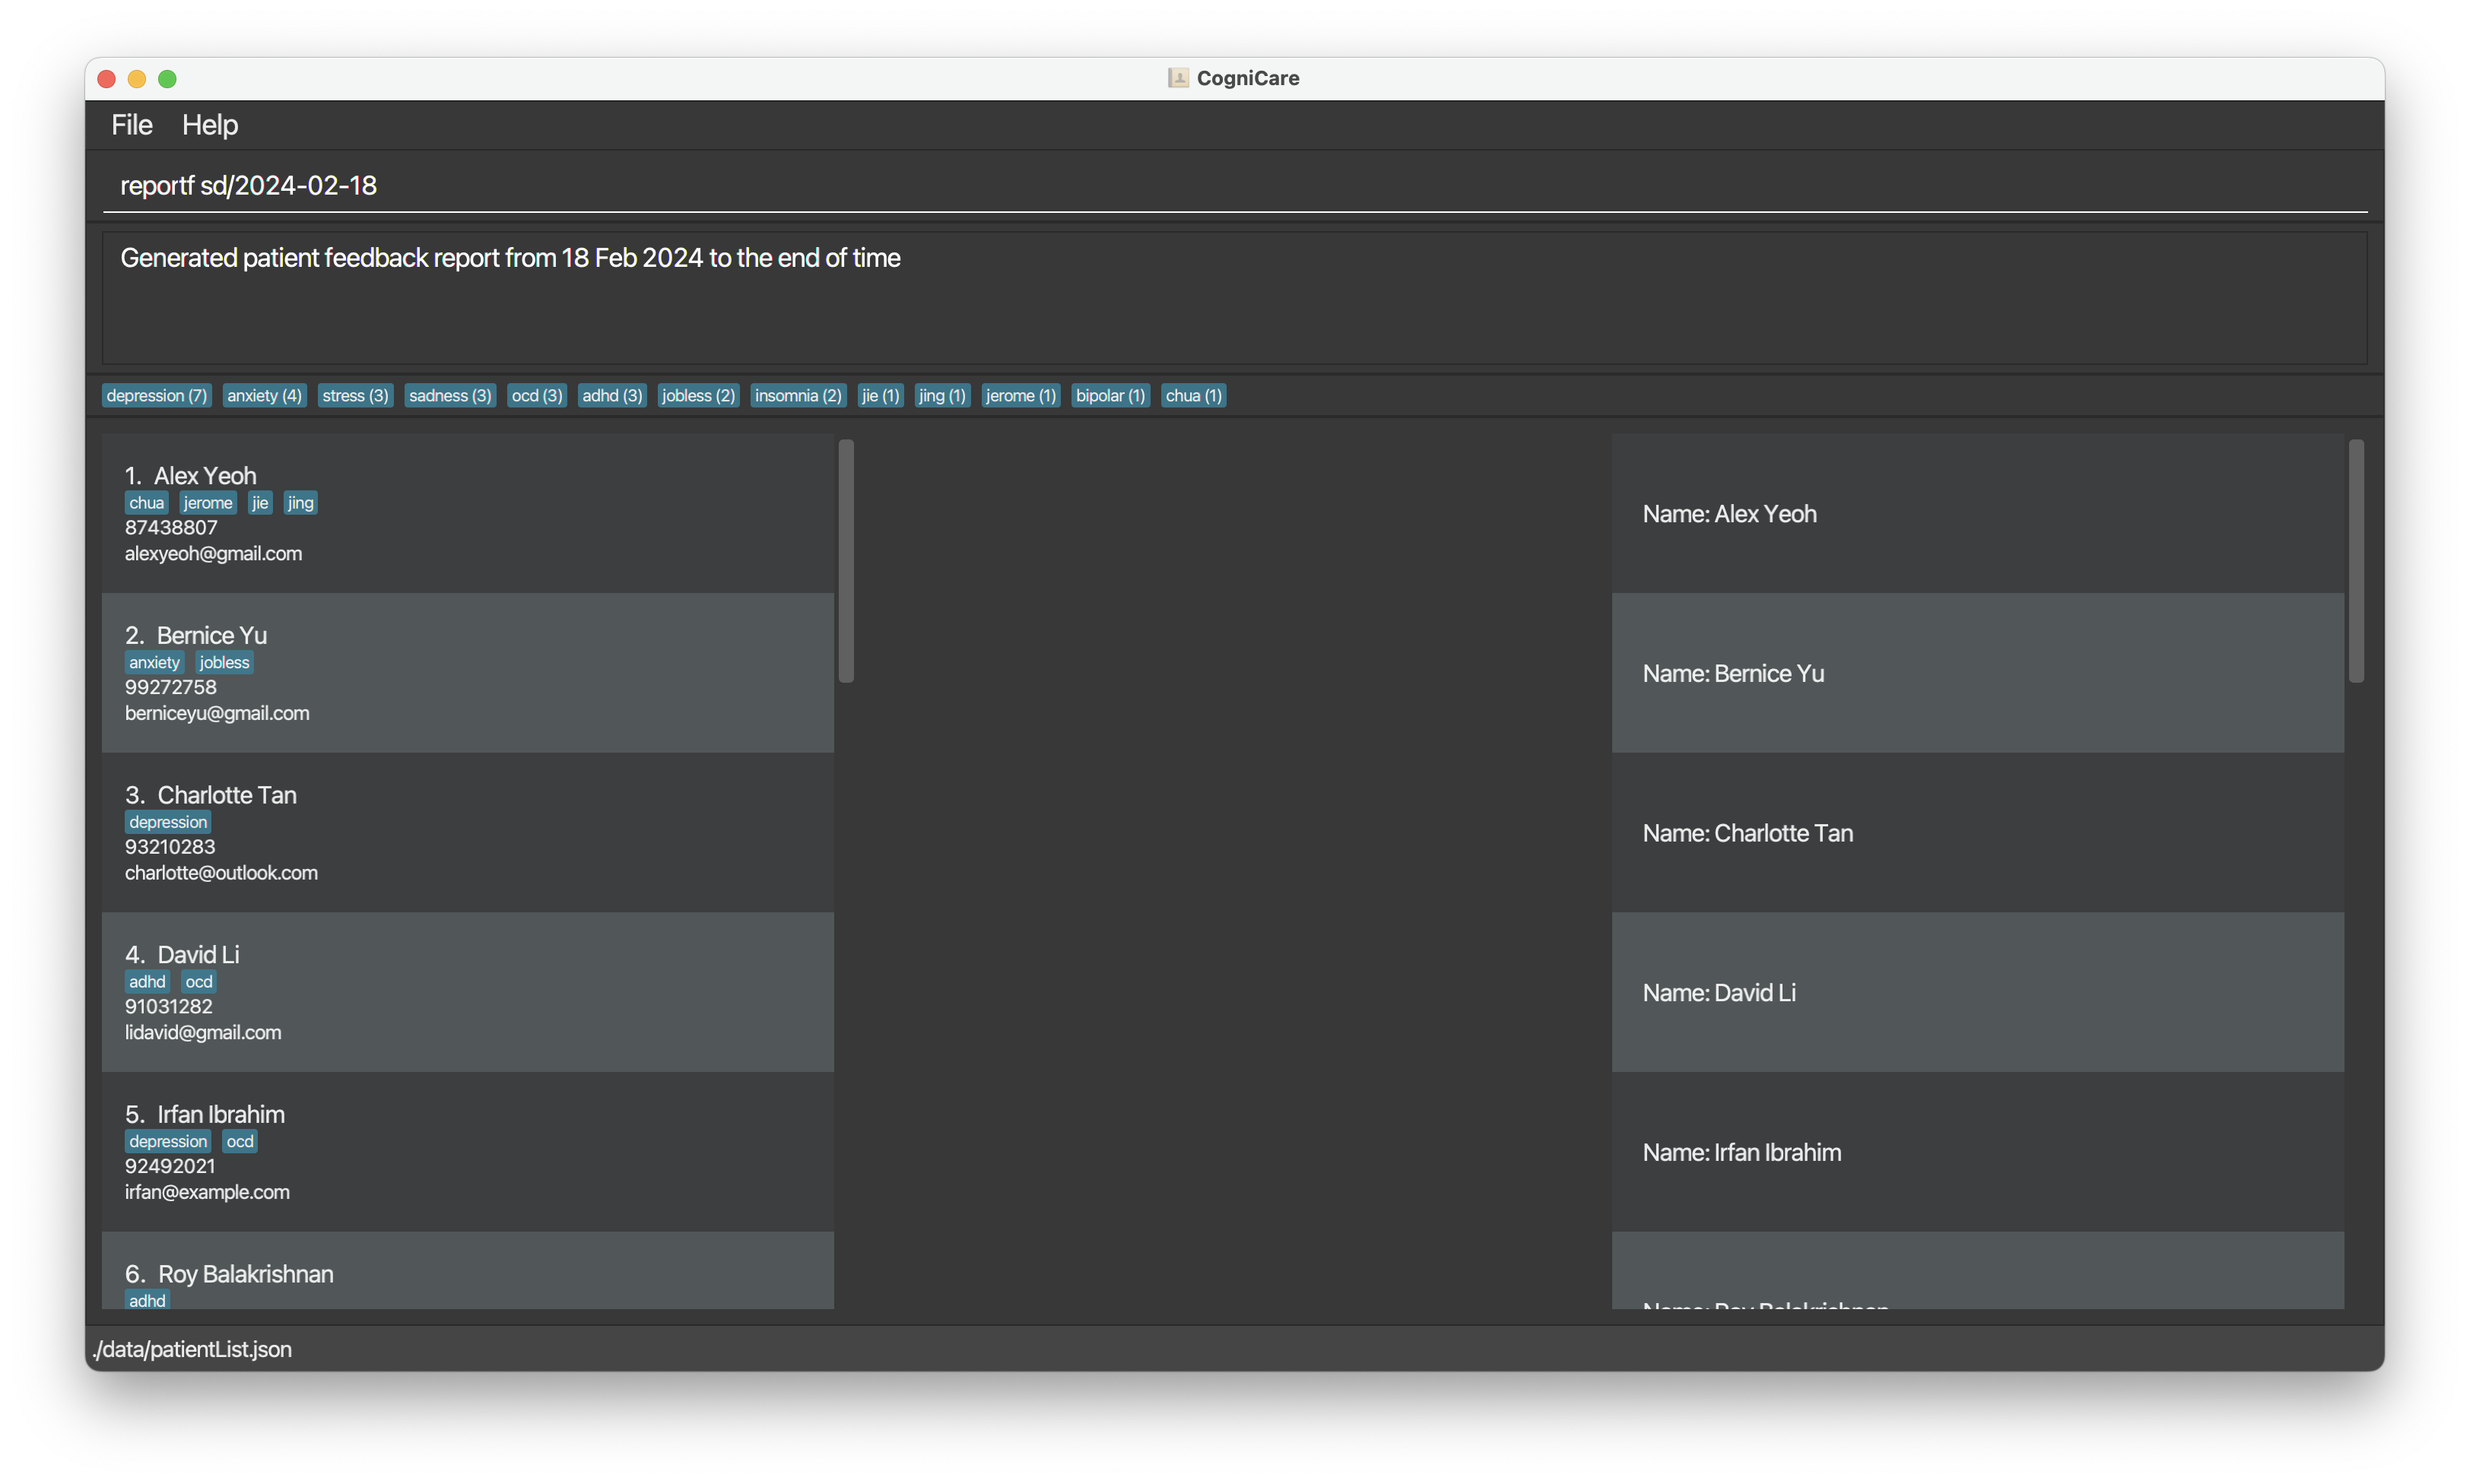 CogniCare
File Help
reportf sd/2024-02-18
Generated patient feedback report from 18 Feb 2024 to the end of time
depression (7) anxiety (4) stress (3) sadness (3) ocd (3) adhd (3) jobless (2) insomnia (2) jie (1) jing (1) jerome (1) bipolar (1) chua (1)
1. Alex Yeoh
chua jerome jie jing
87438807
alexyeoh@gmail.com
2. Bernice Yu
anxiety jobless
99272758
berniceyu@gmail.com
3. Charlotte Tan
depression
93210283
charlotte@outlook.com
4. David Li
adhd ocd
91031282
lidavid@gmail.com
5. Irfan Ibrahim
depression ocd
92492021
irfan@example.com
6. Roy Balakrishnan
adhd
Name: Alex Yeoh
Name: Bernice Yu
Name: Charlotte Tan
Name: David Li
Name: Irfan Ibrahim
Name: Roy Balakrishnan
./data/patientList.json